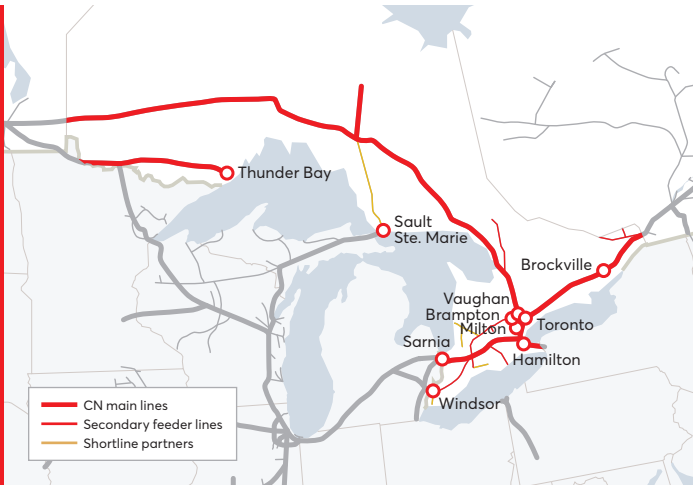 Thunder Bay
Sault
Ste. Marie
Brockville
Vaughan
Brampton
Milton
Toronto
Sarnia
Hamilton
Windsor
CN main lines
Secondary feeder lines
Shortline partners